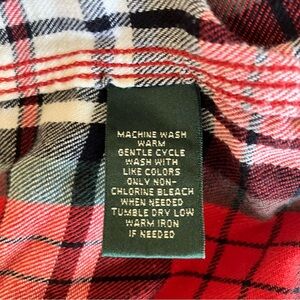 MACHINE WASH
WARM
GENTLE CYCLE
WASH WITH
LIKE COLORS
ONLY NON-
CHLORINE BLEACH
WHEN NEEDED
TUMBLE DRY LOW
WARM IRON
IF NEEDED